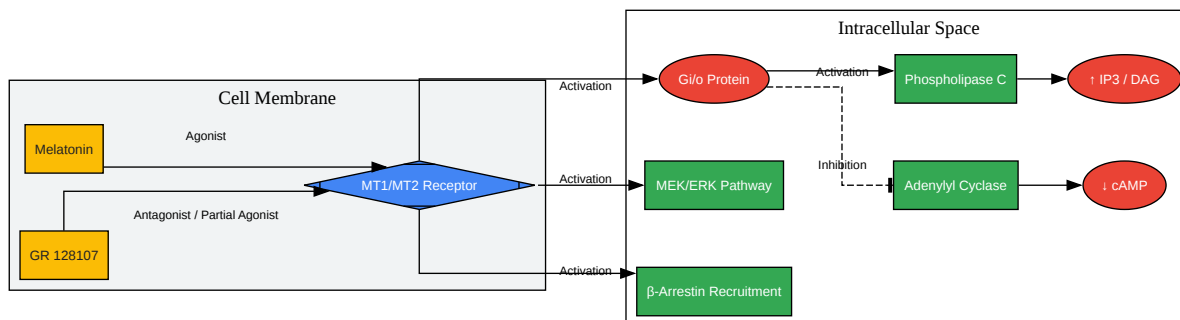 Intracellular Space
Cell Membrane
Melatonin
Agonist
GR 128107
Antagonist / Partial Agonist
MT1/MT2 Receptor
Activation
Gi/o Protein
Activation
Phospholipase C
↑ IP3 / DAG
Inhibition
Adenylyl Cyclase
↓ cAMP
Activation
MEK/ERK Pathway
Activation
β-Arrestin Recruitment